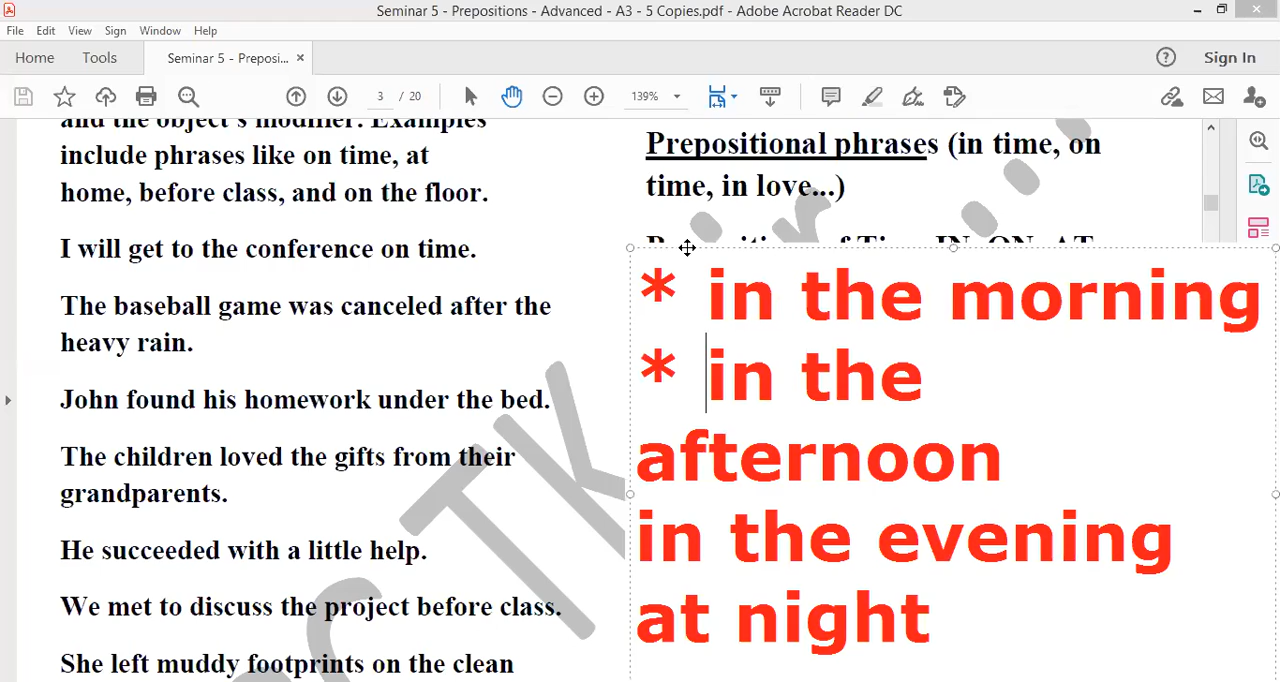 Seminar 5 - Prepositions - Advanced - A3 - 5 Copies.pdf - Adobe Acrobat Reader DC
File Edit View Sign Window Help
Home Tools Seminar 5 - Preposi... × Sign In
3 / 20 139%
and the object's modifier. Examples
include phrases like on time, at
home, before class, and on the floor.
I will get to the conference on time.
The baseball game was canceled after the
heavy rain.
John found his homework under the bed.
The children loved the gifts from their
grandparents.
He succeeded with a little help.
We met to discuss the project before class.
She left muddy footprints on the clean
Prepositional phrases (in time, on
time, in love...)
* in the morning
* in the
afternoon
in the evening
at night